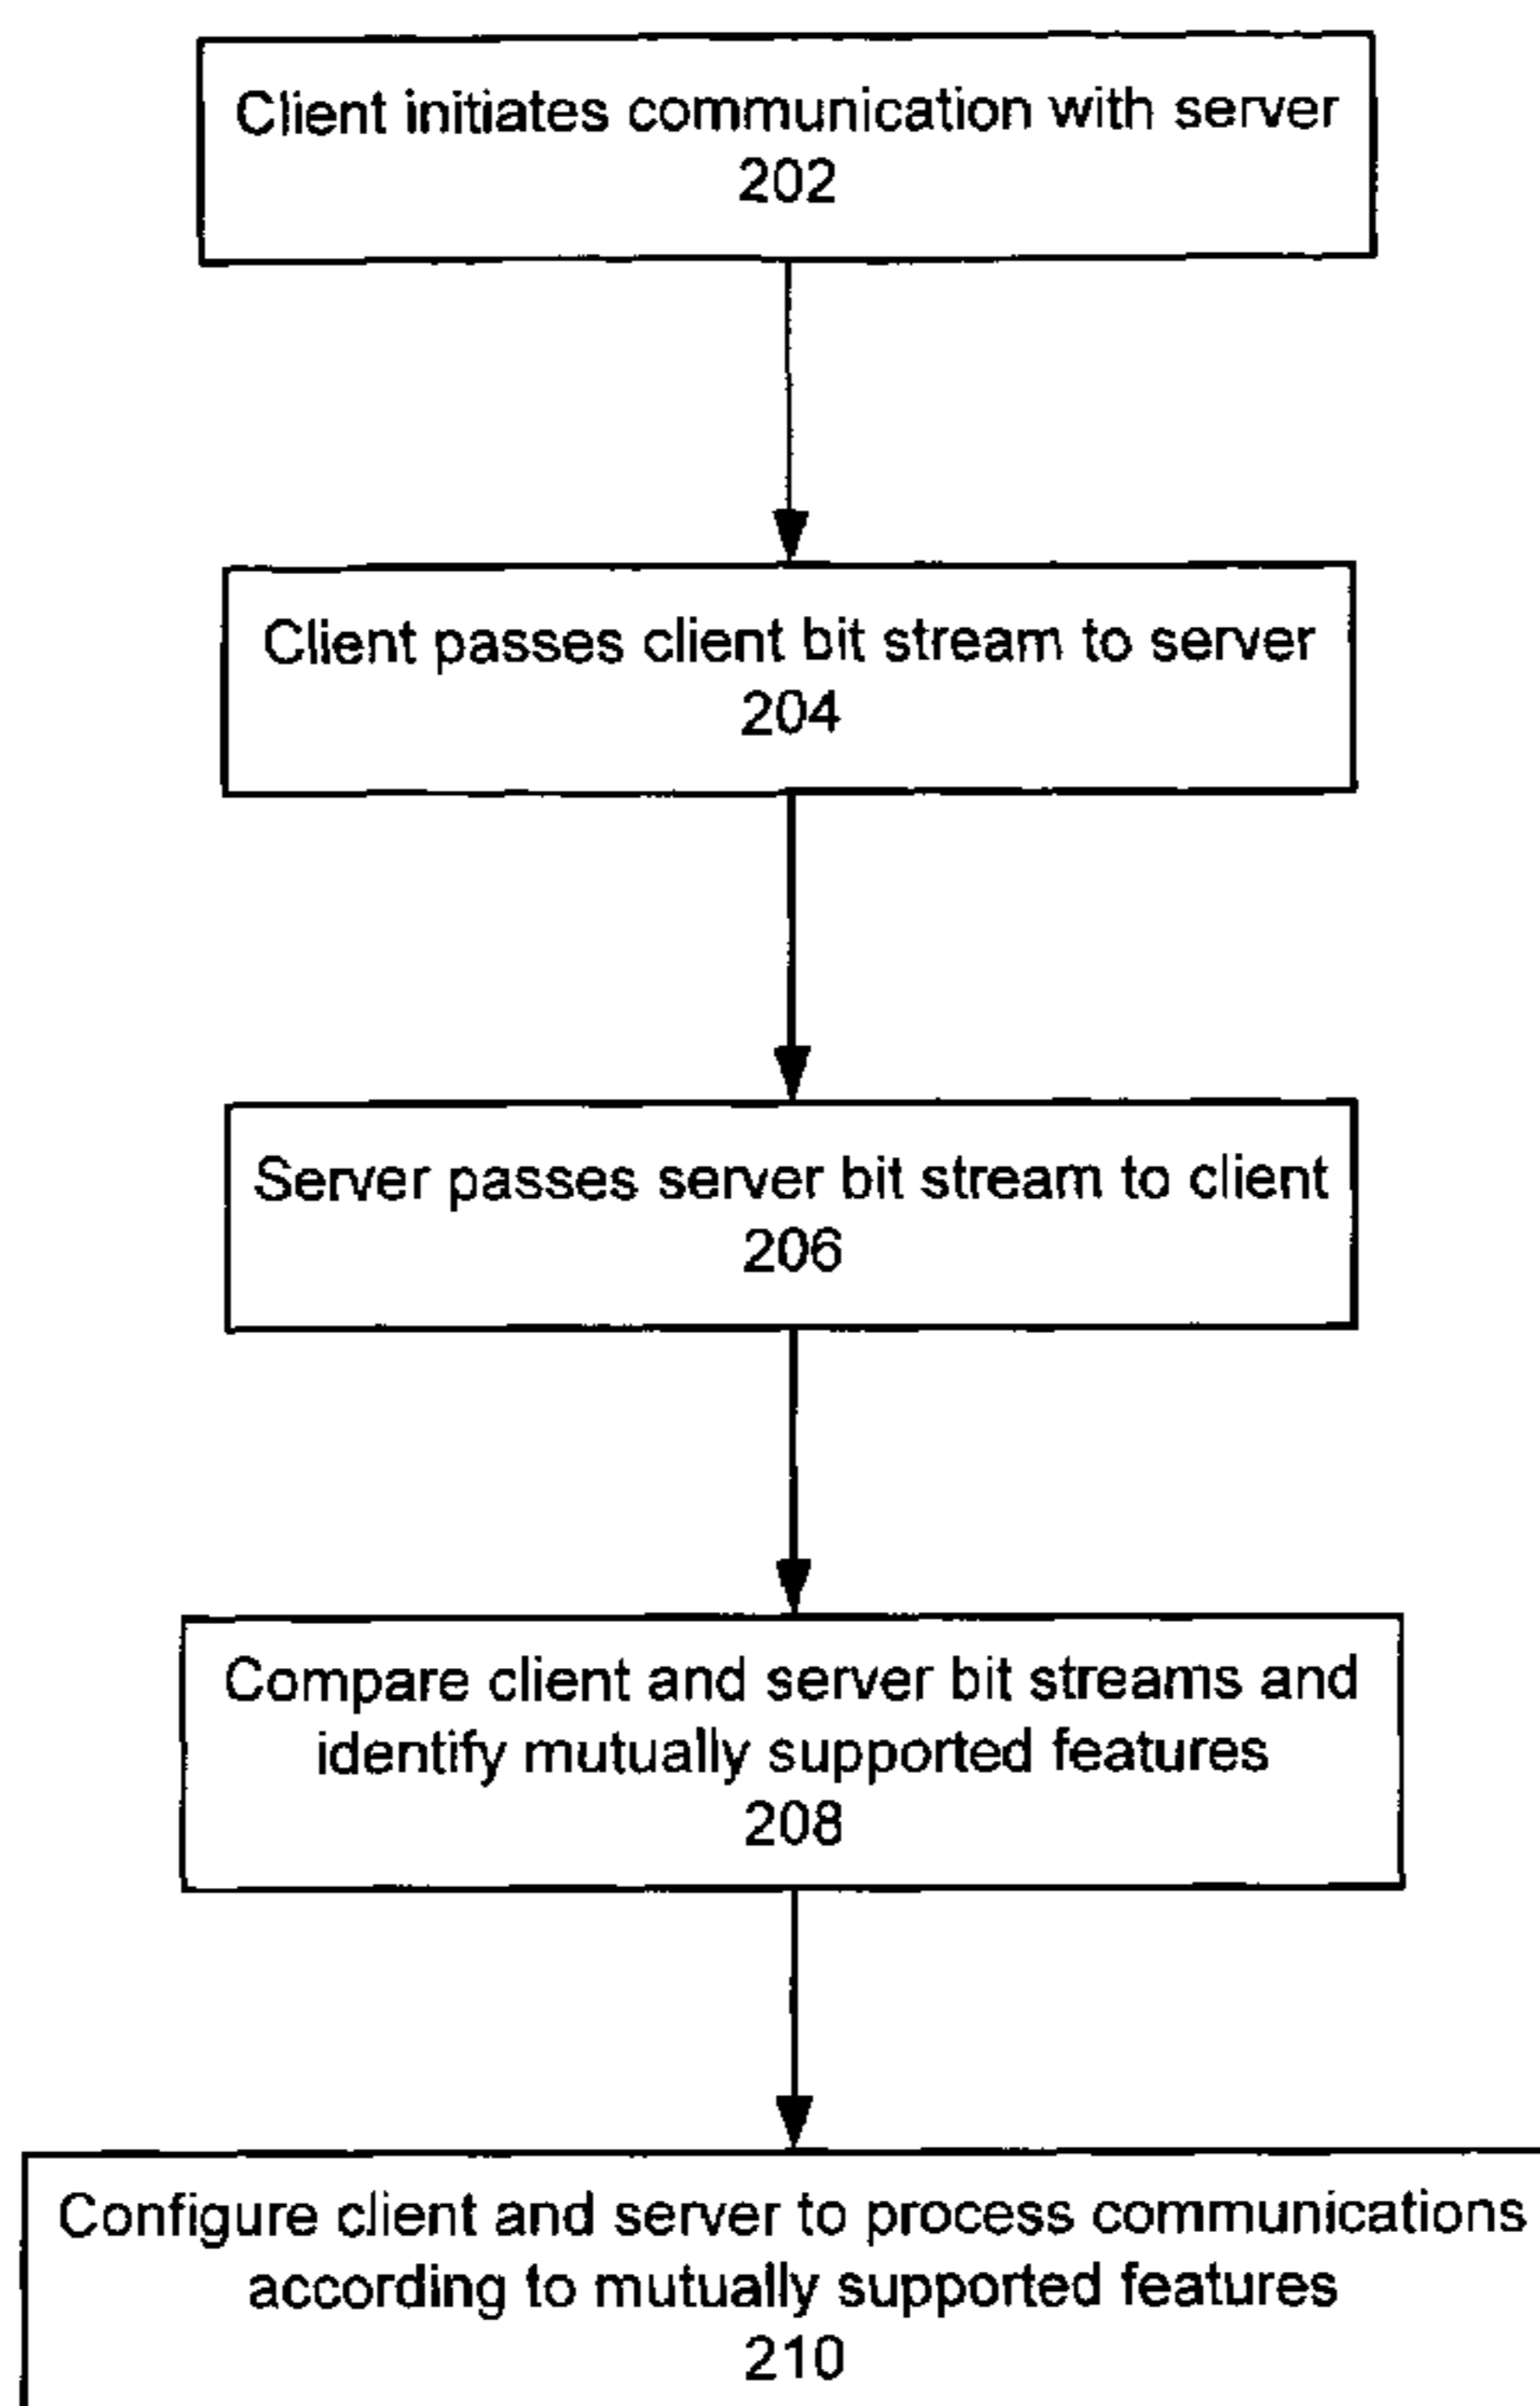 Client initiates communication with server
202
Client passes client bit stream to server
204
Server passes server bit stream to client
206
Compare client and server bit streams and
identify mutually supported features
208
Configure client and server to process communications
according to mutually supported features
210